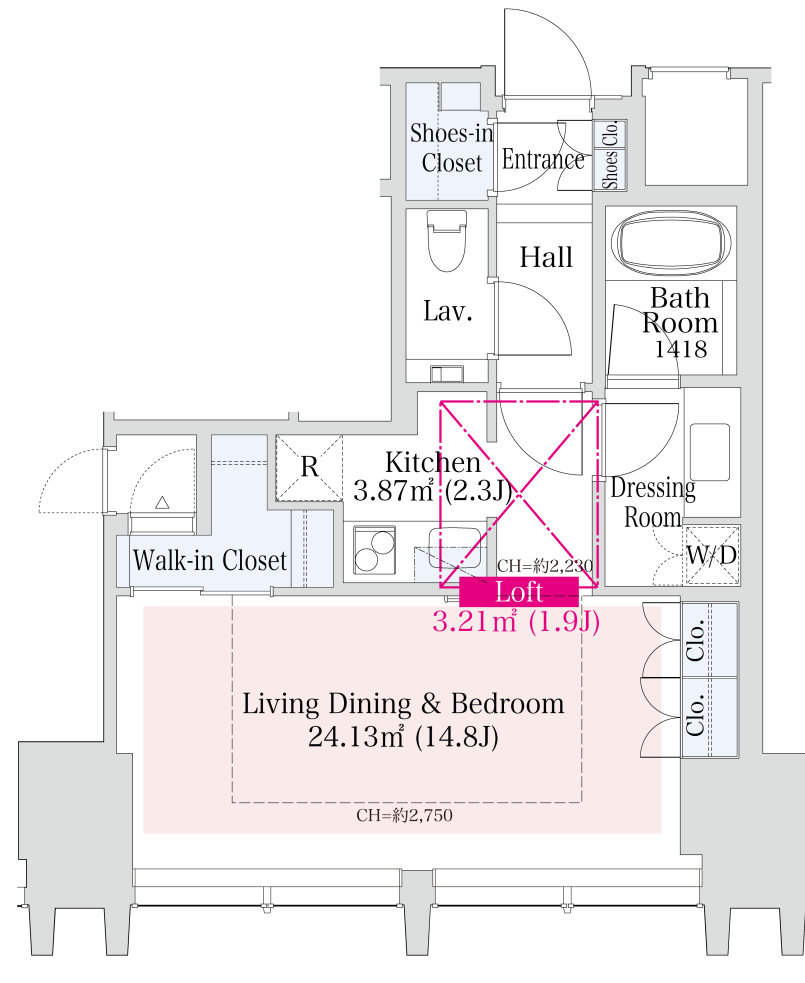 Shoes-in
Closet
Entrance
Shoes Clo.
Hall
Lav.
Bath
Room
1418
R
Kitchen
3.87㎡ (2.3J)
Dressing
Room
Walk-in Closet
W/D
CH=約2,230
Loft
3.21㎡ (1.9J)
Clo.
Clo.
Living Dining & Bedroom
24.13㎡ (14.8J)
CH=約2,750